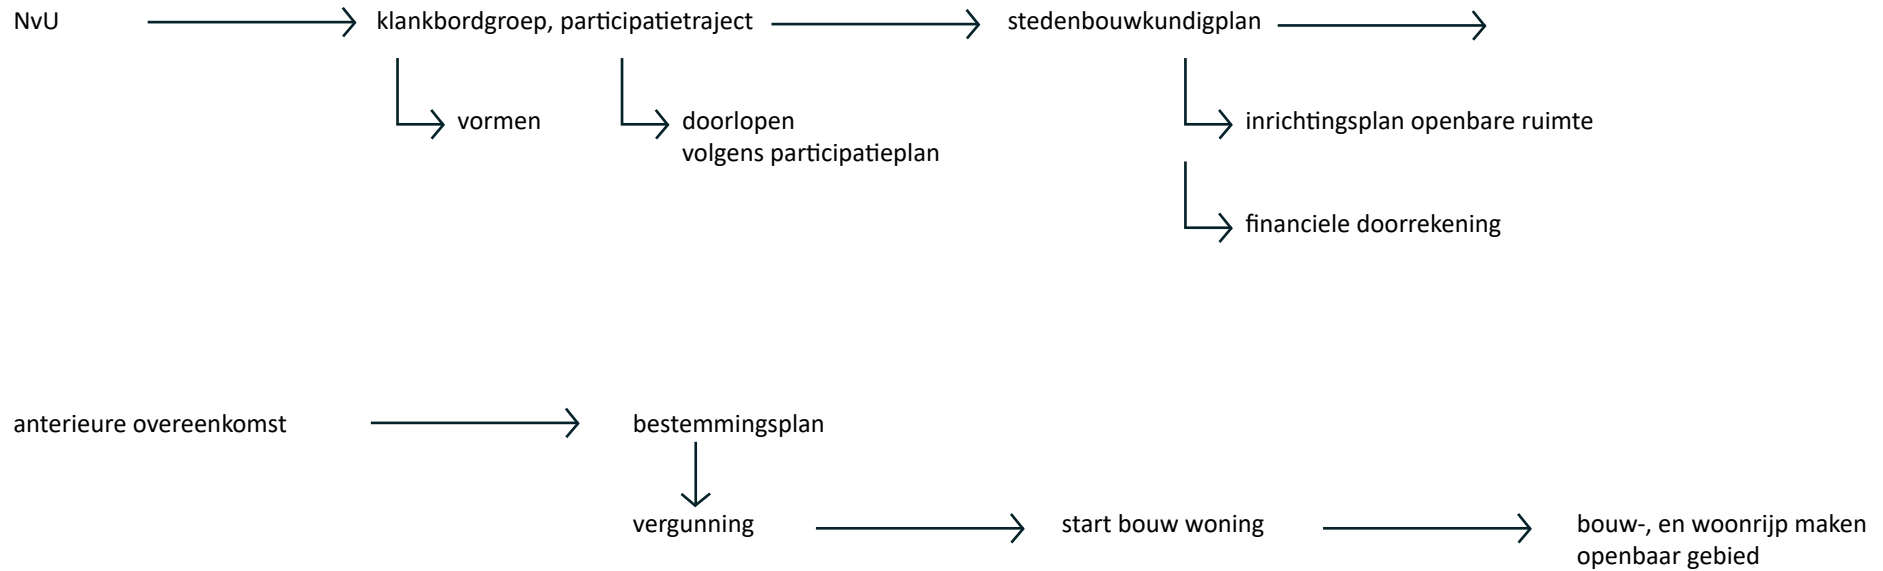 NvU
klankbordgroep, participatietraject
stedenbouwkundigplan
vormen
doorlopen
volgens participatieplan
inrichtingsplan openbare ruimte
financiele doorrekening
anterieure overeenkomst
bestemmingsplan
vergunning
start bouw woning
bouw-, en woonrijp maken
openbaar gebied